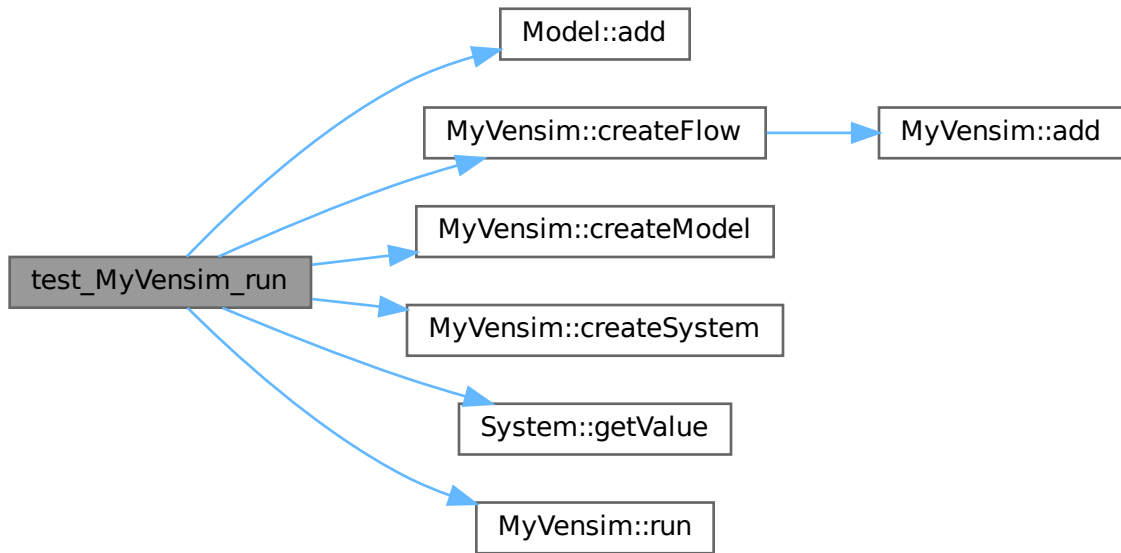 Model::add
MyVensim::createFlow
MyVensim::add
MyVensim::createModel
test_MyVensim_run
MyVensim::createSystem
System::getValue
MyVensim::run